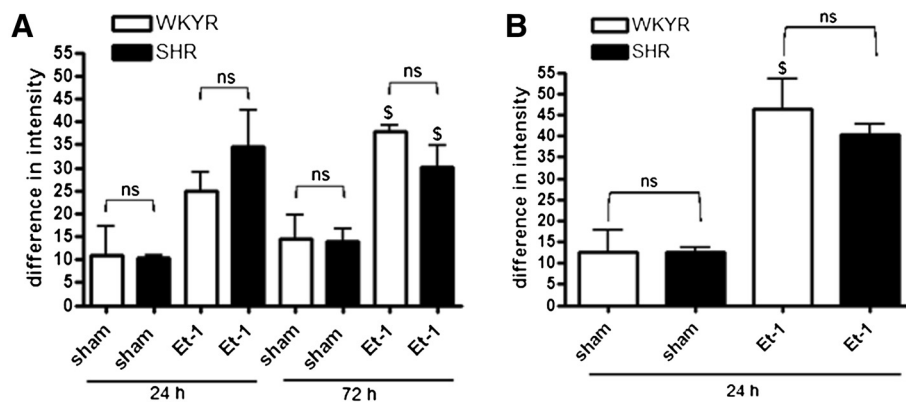 A
WKYR
SHR
difference in intensity
55
50
45
40
35
30
25
20
15
10
5
0
ns
ns
ns
ns
$
$
sham
sham
Et-1
Et-1
sham
sham
Et-1
Et-1
24 h
72 h
B
WKYR
SHR
difference in intensity
55
50
45
40
35
30
25
20
15
10
5
0
ns
ns
$
sham
sham
Et-1
Et-1
24 h